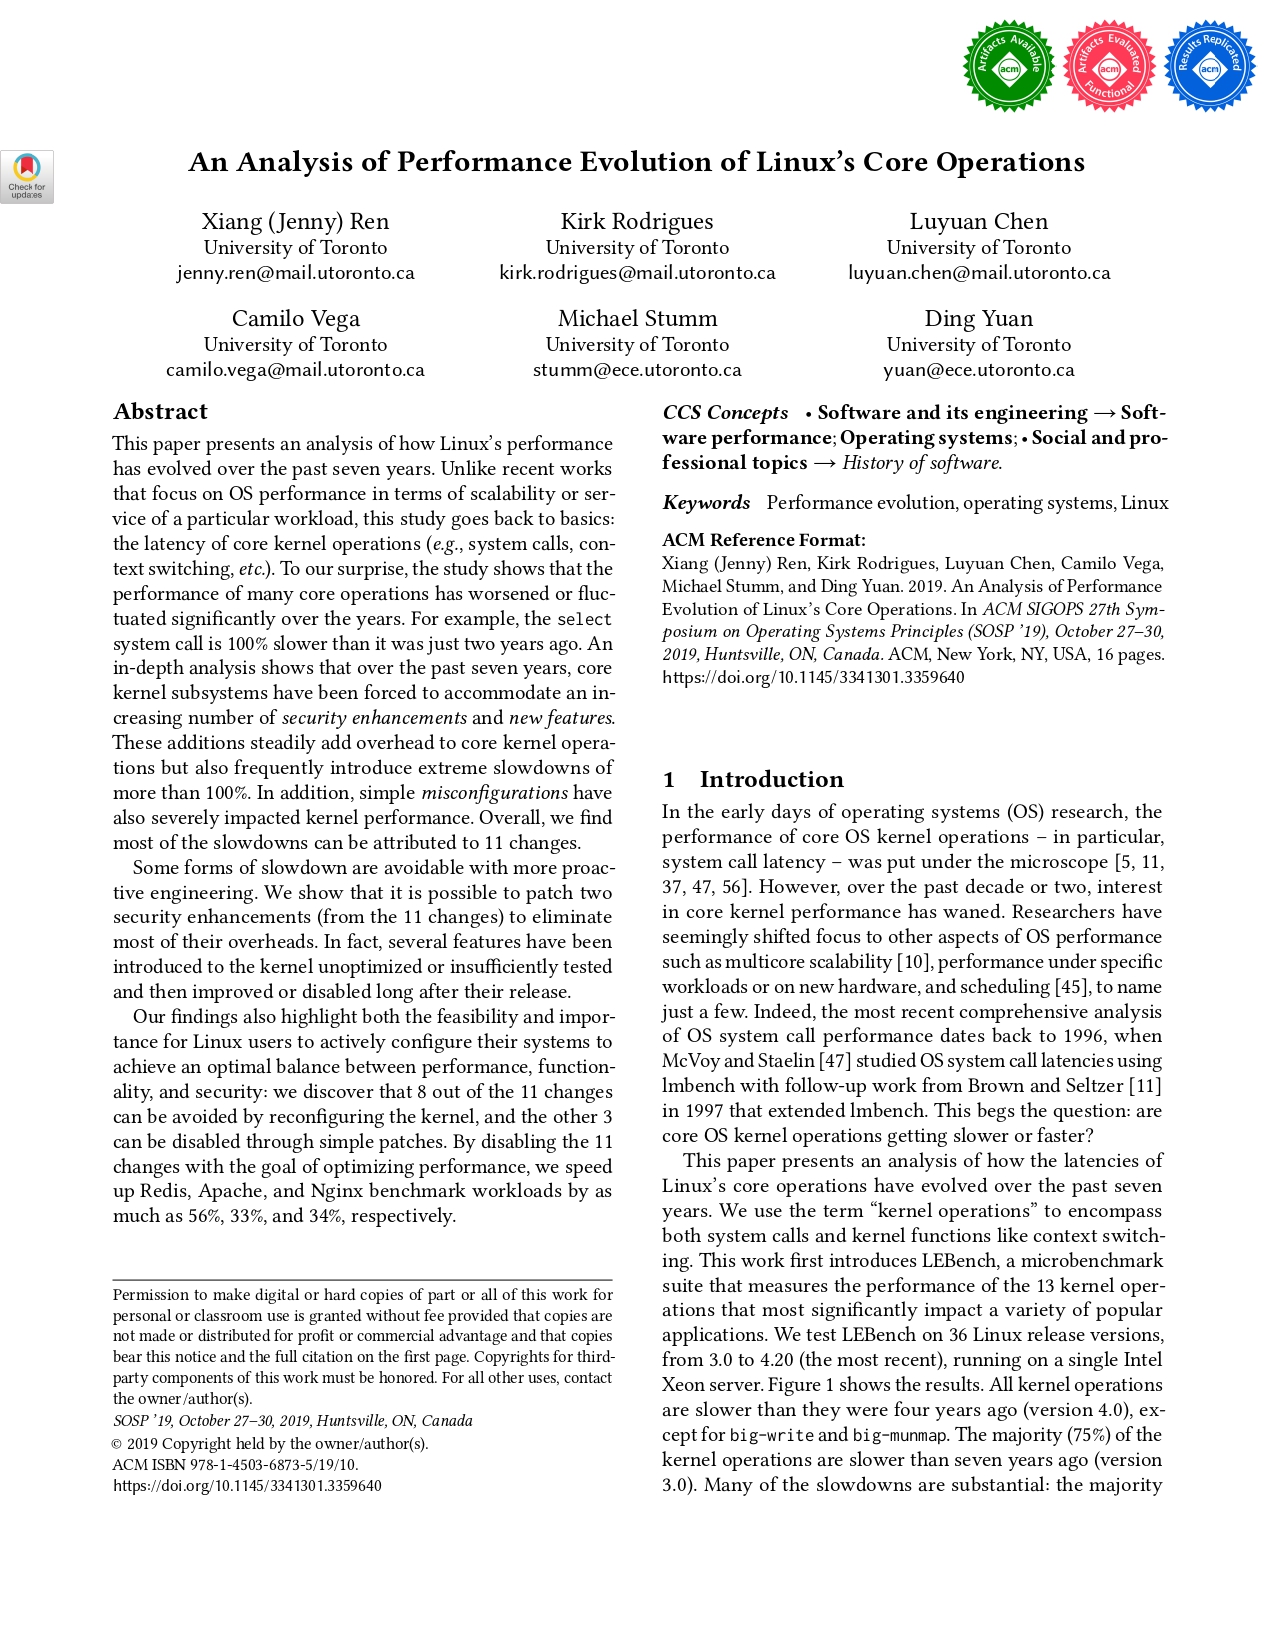 Artifacts Available
acm
Artifacts Evaluated
acm
Functional
Results Replicated
acm
Check for
updates
An Analysis of Performance Evolution of Linux's Core Operations
Xiang (Jenny) Ren
University of Toronto
jenny.ren@mail.utoronto.ca
Kirk Rodrigues
University of Toronto
kirk.rodrigues@mail.utoronto.ca
Luyuan Chen
University of Toronto
luyuan.chen@mail.utoronto.ca
Camilo Vega
University of Toronto
camilo.vega@mail.utoronto.ca
Michael Stumm
University of Toronto
stumm@ece.utoronto.ca
Ding Yuan
University of Toronto
yuan@ece.utoronto.ca
Abstract
This paper presents an analysis of how Linux's performance
has evolved over the past seven years. Unlike recent works
that focus on OS performance in terms of scalability or ser-
vice of a particular workload, this study goes back to basics:
the latency of core kernel operations (e.g., system calls, con-
text switching, etc.). To our surprise, the study shows that the
performance of many core operations has worsened or fluc-
tuated significantly over the years. For example, the select
system call is 100% slower than it was just two years ago. An
in-depth analysis shows that over the past seven years, core
kernel subsystems have been forced to accommodate an in-
creasing number of security enhancements and new features.
These additions steadily add overhead to core kernel opera-
tions but also frequently introduce extreme slowdowns of
more than 100%. In addition, simple misconfigurations have
also severely impacted kernel performance. Overall, we find
most of the slowdowns can be attributed to 11 changes.
Some forms of slowdown are avoidable with more proac-
tive engineering. We show that it is possible to patch two
security enhancements (from the 11 changes) to eliminate
most of their overheads. In fact, several features have been
introduced to the kernel unoptimized or insufficiently tested
and then improved or disabled long after their release.
Our findings also highlight both the feasibility and impor-
tance for Linux users to actively configure their systems to
achieve an optimal balance between performance, function-
ality, and security: we discover that 8 out of the 11 changes
can be avoided by reconfiguring the kernel, and the other 3
can be disabled through simple patches. By disabling the 11
changes with the goal of optimizing performance, we speed
up Redis, Apache, and Nginx benchmark workloads by as
much as 56%, 33%, and 34%, respectively.
Permission to make digital or hard copies of part or all of this work for
personal or classroom use is granted without fee provided that copies are
not made or distributed for profit or commercial advantage and that copies
bear this notice and the full citation on the first page. Copyrights for third-
party components of this work must be honored. For all other uses, contact
the owner/author(s).
SOSP '19, October 27–30, 2019, Huntsville, ON, Canada
© 2019 Copyright held by the owner/author(s).
ACM ISBN 978-1-4503-6873-5/19/10.
https://doi.org/10.1145/3341301.3359640
CCS Concepts • Software and its engineering → Soft-
ware performance; Operating systems; • Social and pro-
fessional topics → History of software.
Keywords Performance evolution, operating systems, Linux
ACM Reference Format:
Xiang (Jenny) Ren, Kirk Rodrigues, Luyuan Chen, Camilo Vega,
Michael Stumm, and Ding Yuan. 2019. An Analysis of Performance
Evolution of Linux's Core Operations. In ACM SIGOPS 27th Sym-
posium on Operating Systems Principles (SOSP '19), October 27–30,
2019, Huntsville, ON, Canada. ACM, New York, NY, USA, 16 pages.
https://doi.org/10.1145/3341301.3359640
1 Introduction
In the early days of operating systems (OS) research, the
performance of core OS kernel operations – in particular,
system call latency – was put under the microscope [5, 11,
37, 47, 56]. However, over the past decade or two, interest
in core kernel performance has waned. Researchers have
seemingly shifted focus to other aspects of OS performance
such as multicore scalability [10], performance under specific
workloads or on new hardware, and scheduling [45], to name
just a few. Indeed, the most recent comprehensive analysis
of OS system call performance dates back to 1996, when
McVoy and Staelin [47] studied OS system call latencies using
lmbench with follow-up work from Brown and Seltzer [11]
in 1997 that extended lmbench. This begs the question: are
core OS kernel operations getting slower or faster?
This paper presents an analysis of how the latencies of
Linux's core operations have evolved over the past seven
years. We use the term “kernel operations” to encompass
both system calls and kernel functions like context switch-
ing. This work first introduces LEBench, a microbenchmark
suite that measures the performance of the 13 kernel oper-
ations that most significantly impact a variety of popular
applications. We test LEBench on 36 Linux release versions,
from 3.0 to 4.20 (the most recent), running on a single Intel
Xeon server. Figure 1 shows the results. All kernel operations
are slower than they were four years ago (version 4.0), ex-
cept for big-write and big-munmap. The majority (75%) of the
kernel operations are slower than seven years ago (version
3.0). Many of the slowdowns are substantial: the majority